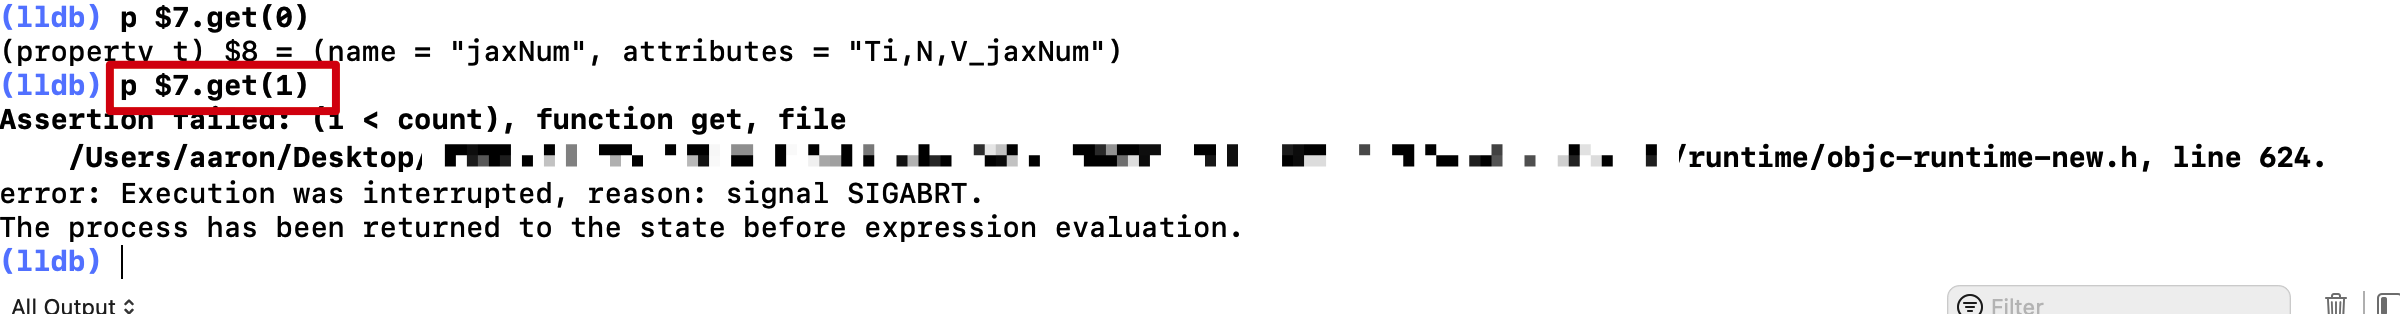 (lldb) p $7.get(0)
(property_t) $8 = (name = "jaxNum", attributes = "Ti,N,V_jaxNum")
(lldb) p $7.get(1)
Assertion failed: (i < count), function get, file
/Users/aaron/Desktop/ /runtime/objc-runtime-new.h, line 624.
error: Execution was interrupted, reason: signal SIGABRT.
The process has been returned to the state before expression evaluation.
(lldb)
All Output Filter